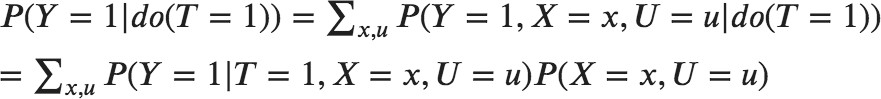 P(Y = 1|do(T = 1)) = ∑x,u P(Y = 1, X = x, U = u|do(T = 1))
= ∑x,u P(Y = 1|T = 1, X = x, U = u)P(X = x, U = u)